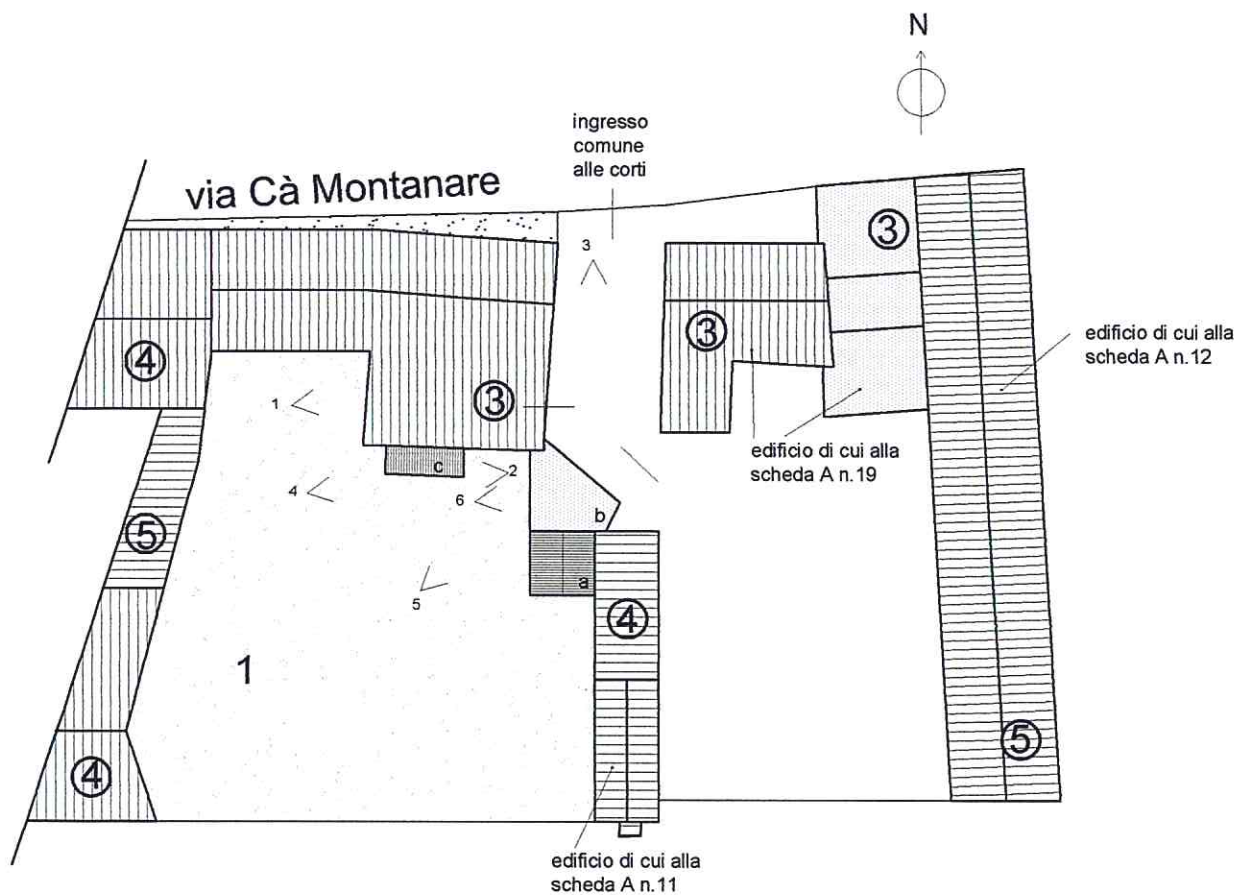 N
ingresso
comune
alle corti
via Cà Montanare
3
3
3
4
edificio di cui alla
scheda A n.12
1
3
c
2
edificio di cui alla
scheda A n.19
4
6
b
5
a
5
4
1
5
4
edificio di cui alla
scheda A n.11